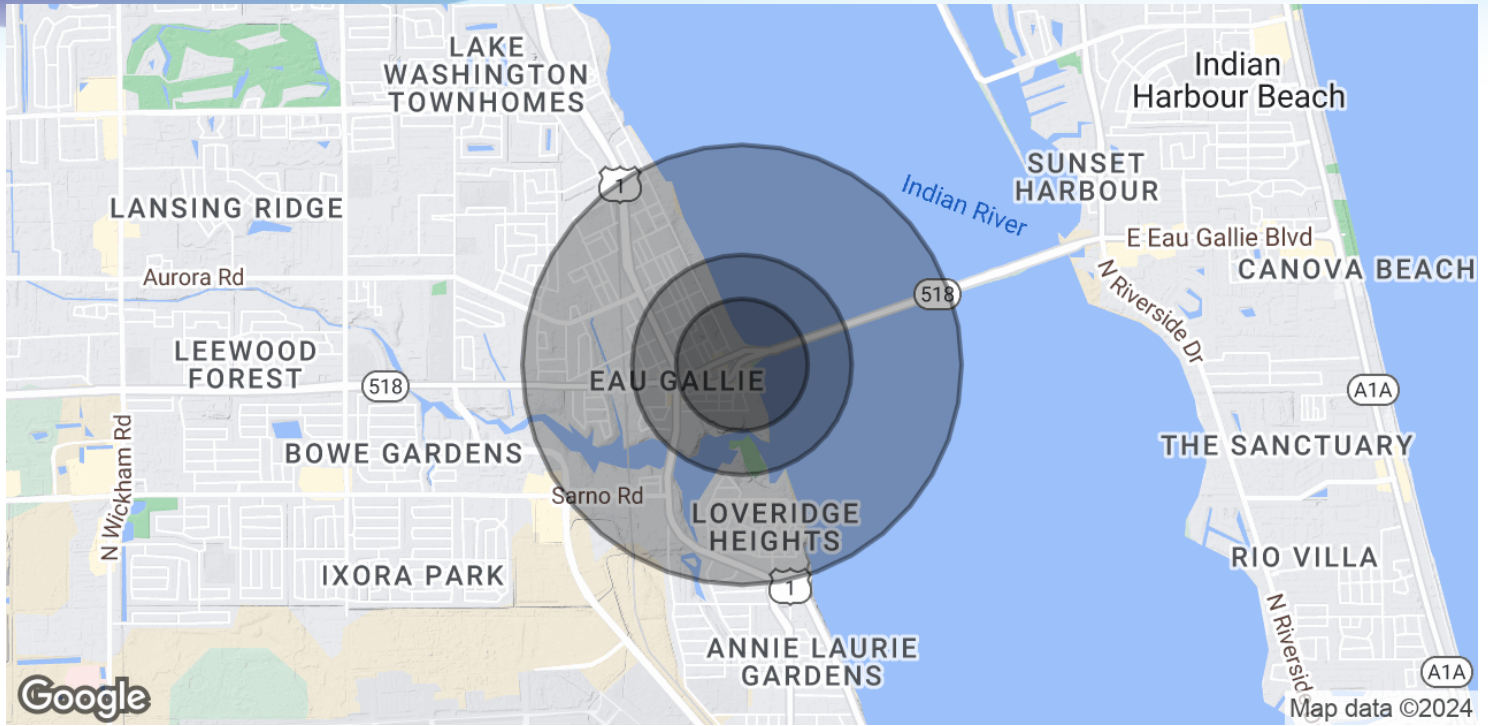 LAKE
WASHINGTON
TOWNHOMES
Indian
Harbour Beach
SUNSET
HARBOUR
1
LANSING RIDGE
Indian River
E Eau Gallie Blvd
CANOVA BEACH
Aurora Rd
518
N Riverside Dr
LEEWOOD
FOREST
518
EAU GALLIE
A1A
BOWE GARDENS
THE SANCTUARY
N Wickham Rd
Sarno Rd
LOVERIDGE
HEIGHTS
RIO VILLA
IXORA PARK
1
N Riverside
ANNIE LAURIE
GARDENS
A1A
Google
Map data ©2024